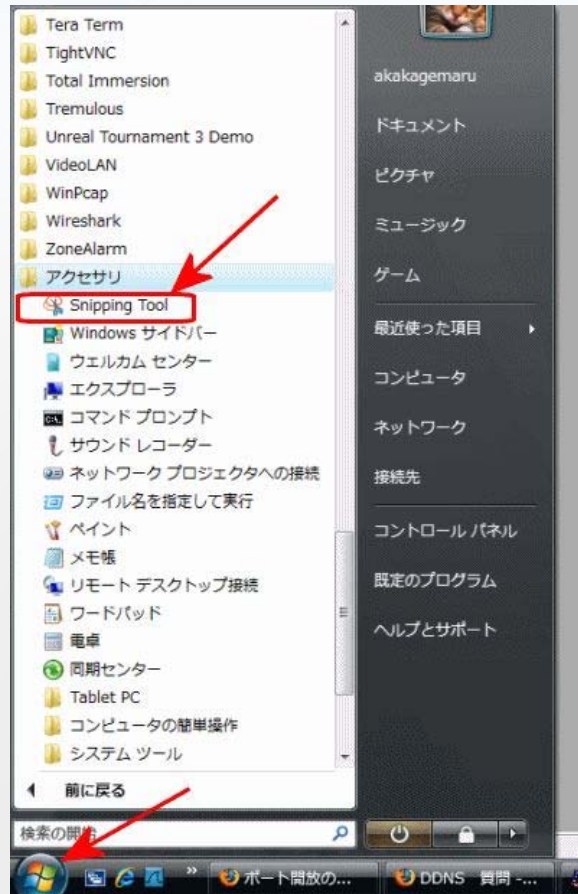 Tera Term
TightVNC
Total Immersion
Tremulous
Unreal Tournament 3 Demo
VideoLAN
WinPcap
Wireshark
ZoneAlarm
アクセサリ
Snipping Tool
Windows サイドバー
ウェルカム センター
エクスプローラ
コマンド プロンプト
サウンド レコーダー
ネットワーク プロジェクタへの接続
ファイル名を指定して実行
ペイント
メモ帳
リモート デスクトップ接続
ワードパッド
電卓
同期センター
Tablet PC
コンピュータの簡単操作
システム ツール
前に戻る
検索の開始
akakagemaru
ドキュメント
ピクチャ
ミュージック
ゲーム
最近使った項目
コンピュータ
ネットワーク
接続先
コントロール パネル
既定のプログラム
ヘルプとサポート
ポート開放の...
DDNS 質問 -...